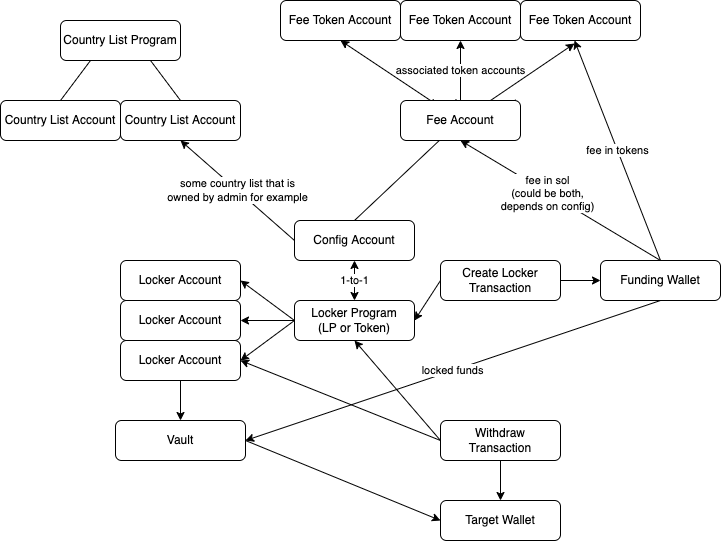 Fee Token Account
Fee Token Account
Fee Token Account
Country List Program
associated token accounts
Country List Account
Country List Account
Fee Account
fee in tokens
some country list that is
owned by admin for example
fee in sol
(could be both,
depends on config)
Config Account
Locker Account
1-to-1
Create Locker
Transaction
Funding Wallet
Locker Account
Locker Program
(LP or Token)
Locker Account
locked funds
Vault
Withdraw
Transaction
Target Wallet